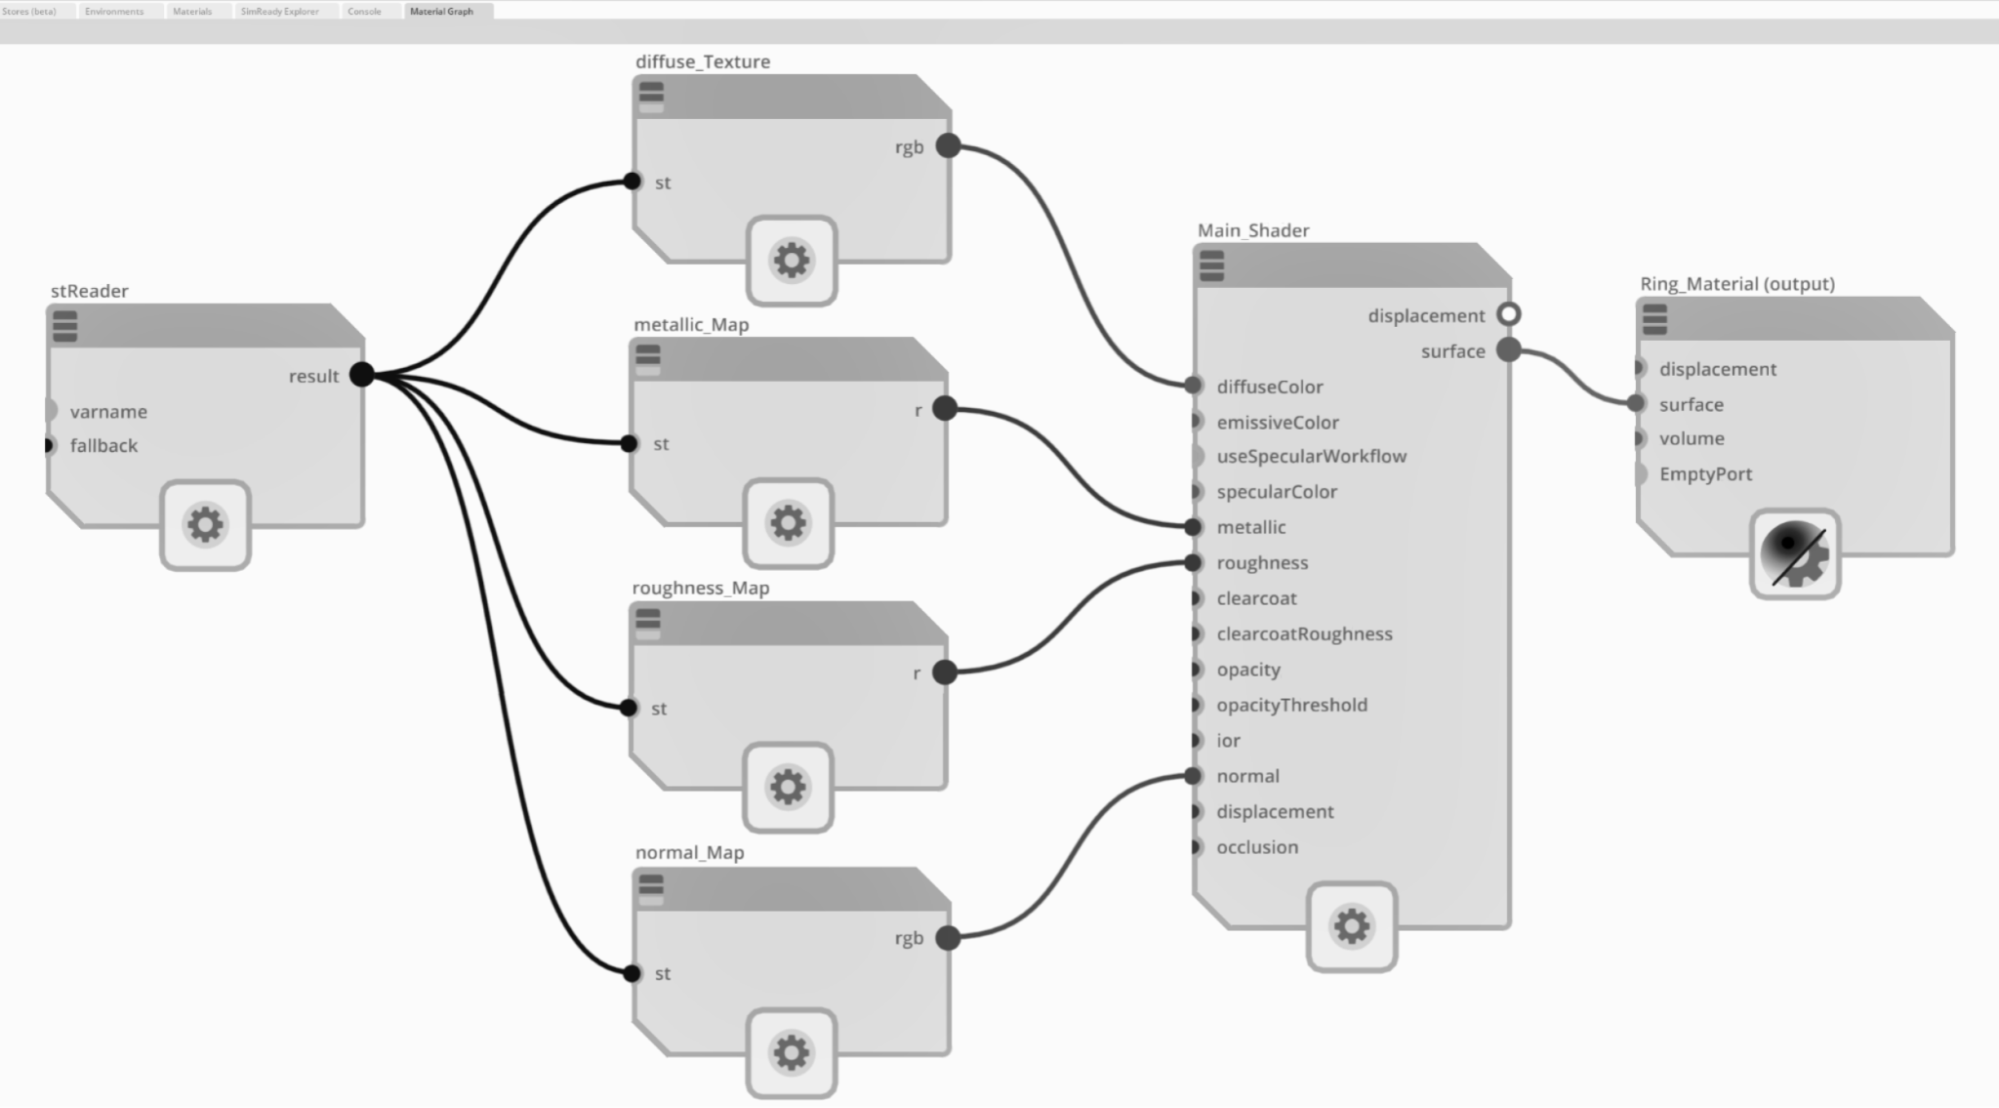 Stores (beta)
Environments
Materials
SimReady Explorer
Console
Material Graph
diffuse_Texture
rgb
st
stReader
result
varname
fallback
metallic_Map
r
st
roughness_Map
r
st
normal_Map
rgb
st
Main_Shader
displacement
surface
diffuseColor
emissiveColor
useSpecularWorkflow
specularColor
metallic
roughness
clearcoat
clearcoatRoughness
opacity
opacityThreshold
ior
normal
displacement
occlusion
Ring_Material (output)
displacement
surface
volume
EmptyPort